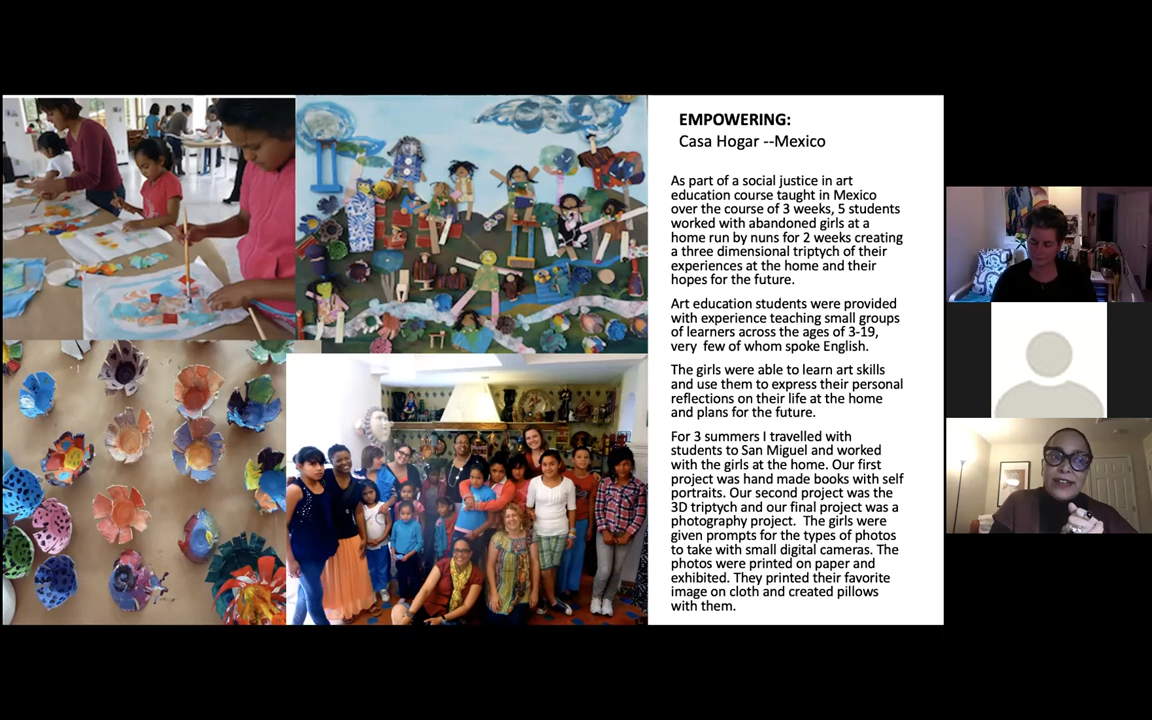 EMPOWERING:
Casa Hogar --Mexico
As part of a social justice in art
education course taught in Mexico
over the course of 3 weeks, 5 students
worked with abandoned girls at a
home run by nuns for 2 weeks creating
a three dimensional triptych of their
experiences at the home and their
hopes for the future.
Art education students were provided
with experience teaching small groups
of learners across the ages of 3-19,
very few of whom spoke English.
The girls were able to learn art skills
and use them to express their personal
reflections on their life at the home
and plans for the future.
For 3 summers I travelled with
students to San Miguel and worked
with the girls at the home. Our first
project was hand made books with self
portraits. Our second project was the
3D triptych and our final project was a
photography project. The girls were
given prompts for the types of photos
to take with small digital cameras. The
photos were printed on paper and
exhibited. They printed their favorite
image on cloth and created pillows
with them.